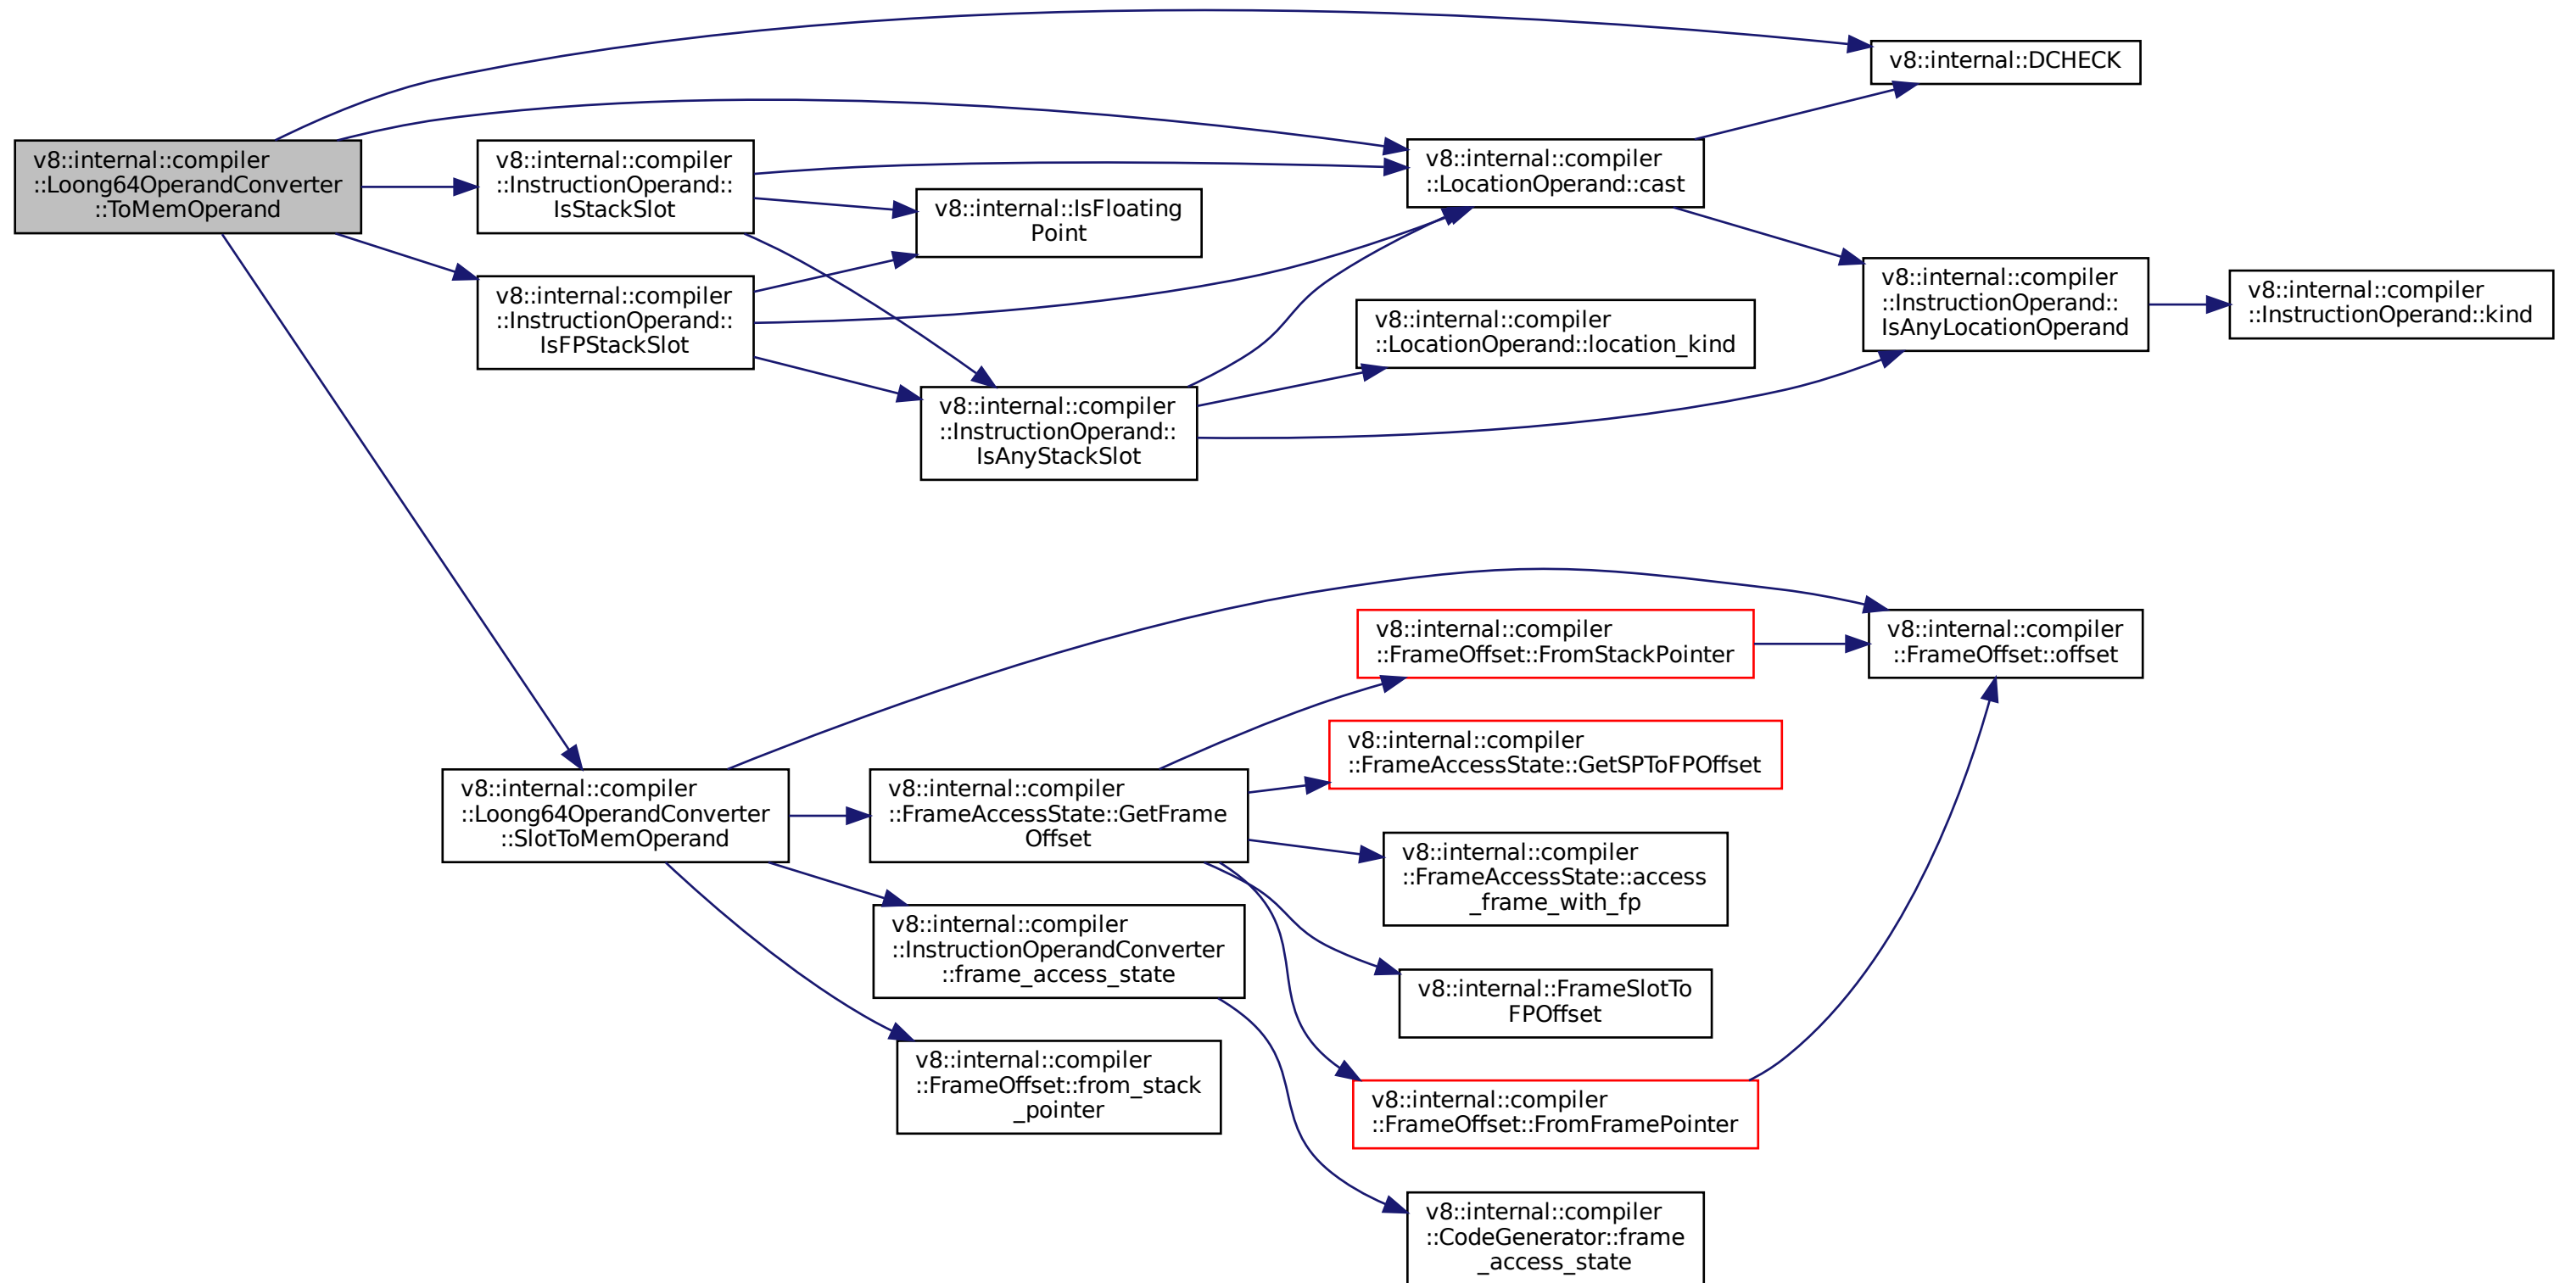 v8::internal::DCHECK
v8::internal::compiler
::Loong64OperandConverter
::ToMemOperand
v8::internal::compiler
::InstructionOperand::
IsStackSlot
v8::internal::compiler
::LocationOperand::cast
v8::internal::IsFloating
Point
v8::internal::compiler
::InstructionOperand::
IsFPStackSlot
v8::internal::compiler
::InstructionOperand::
IsAnyLocationOperand
v8::internal::compiler
::InstructionOperand::kind
v8::internal::compiler
::LocationOperand::location_kind
v8::internal::compiler
::InstructionOperand::
IsAnyStackSlot
v8::internal::compiler
::FrameOffset::FromStackPointer
v8::internal::compiler
::FrameOffset::offset
v8::internal::compiler
::FrameAccessState::GetSPToFPOffset
v8::internal::compiler
::Loong64OperandConverter
::SlotToMemOperand
v8::internal::compiler
::FrameAccessState::GetFrame
Offset
v8::internal::compiler
::FrameAccessState::access
_frame_with_fp
v8::internal::compiler
::InstructionOperandConverter
::frame_access_state
v8::internal::FrameSlotTo
FPOffset
v8::internal::compiler
::FrameOffset::from_stack
_pointer
v8::internal::compiler
::FrameOffset::FromFramePointer
v8::internal::compiler
::CodeGenerator::frame
_access_state